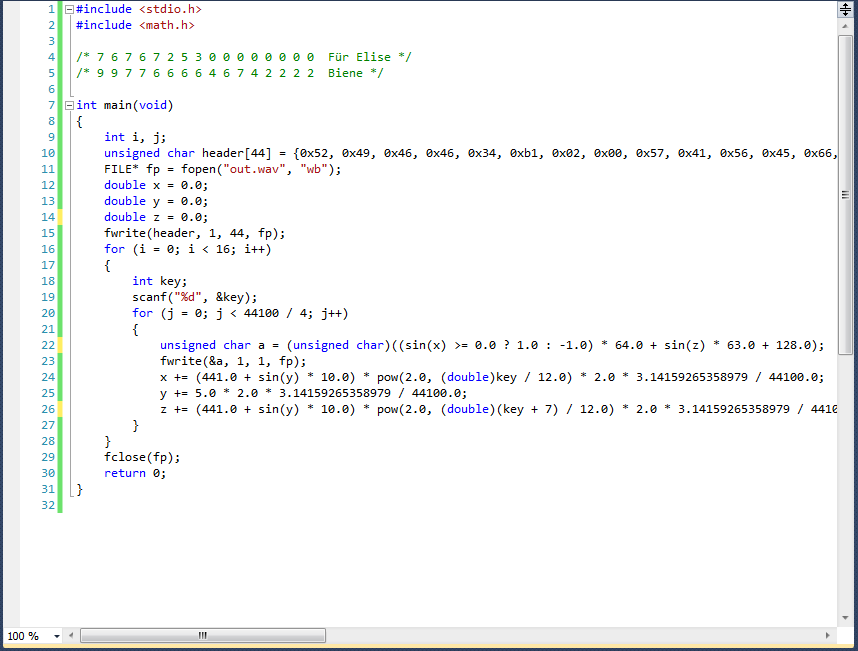 1 #include <stdio.h>
2 #include <math.h>
3
4 /* 7 6 7 6 7 2 5 3 0 0 0 0 0 0 0 0  Für Elise */
5 /* 9 9 7 7 6 6 6 6 4 6 7 4 2 2 2 2  Biene */
6
7 int main(void)
8 {
9     int i, j;
10     unsigned char header[44] = {0x52, 0x49, 0x46, 0x46, 0x34, 0xb1, 0x02, 0x00, 0x57, 0x41, 0x56, 0x45, 0x66,
11     FILE* fp = fopen("out.wav", "wb");
12     double x = 0.0;
13     double y = 0.0;
14     double z = 0.0;
15     fwrite(header, 1, 44, fp);
16     for (i = 0; i < 16; i++)
17     {
18         int key;
19         scanf("%d", &key);
20         for (j = 0; j < 44100 / 4; j++)
21         {
22             unsigned char a = (unsigned char)((sin(x) >= 0.0 ? 1.0 : -1.0) * 64.0 + sin(z) * 63.0 + 128.0);
23             fwrite(&a, 1, 1, fp);
24             x += (441.0 + sin(y) * 10.0) * pow(2.0, (double)key / 12.0) * 2.0 * 3.14159265358979 / 44100.0;
25             y += 5.0 * 2.0 * 3.14159265358979 / 44100.0;
26             z += (441.0 + sin(y) * 10.0) * pow(2.0, (double)(key + 7) / 12.0) * 2.0 * 3.14159265358979 / 4410
27         }
28     }
29     fclose(fp);
30     return 0;
31 }
32
100 %